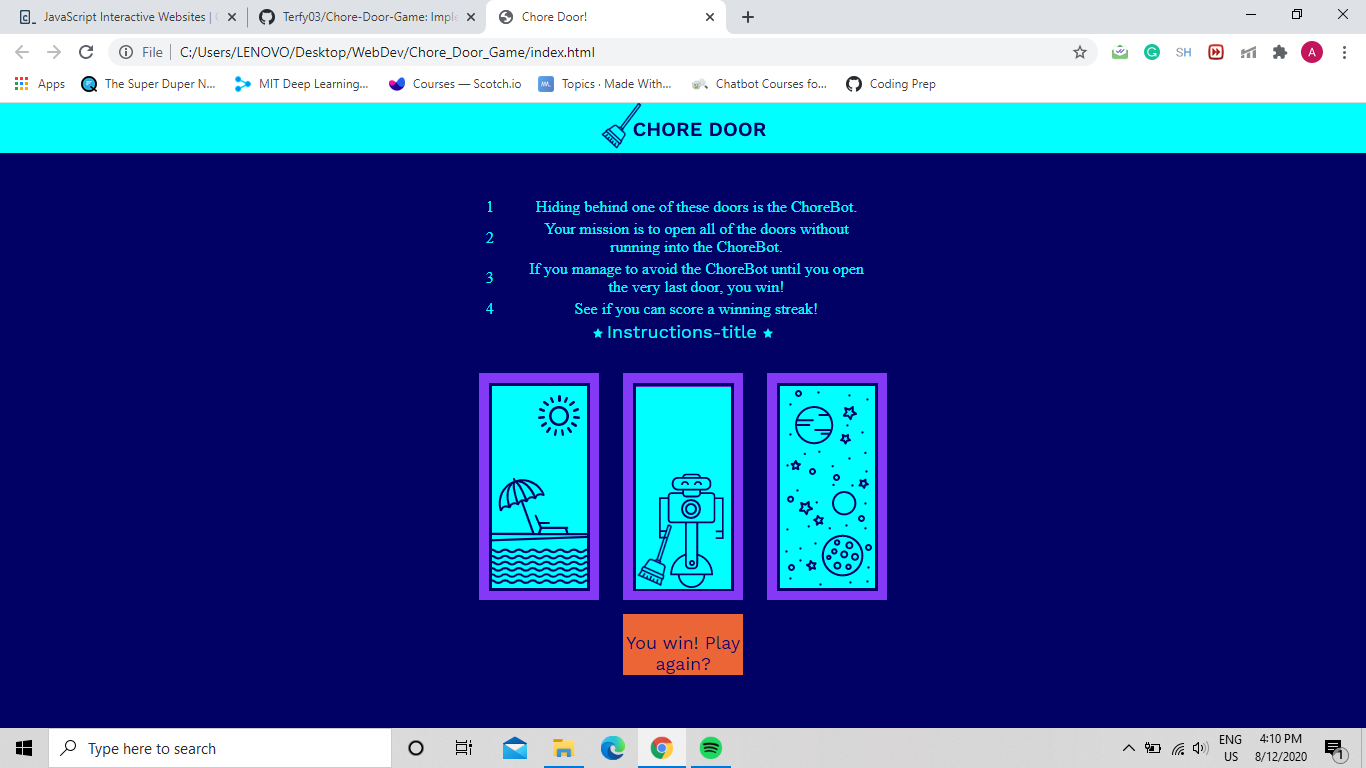 JavaScript Interactive Websites |
Terfy03/Chore-Door-Game: Imple
Chore Door!
File
C:/Users/LENOVO/Desktop/WebDev/Chore_Door_Game/index.html
SH
A
Apps
The Super Duper N...
MIT Deep Learning...
Courses — Scotch.io
Topics · Made With...
Chatbot Courses fo...
Coding Prep
CHORE DOOR
1 Hiding behind one of these doors is the ChoreBot.
2 Your mission is to open all of the doors without
running into the ChoreBot.
3 If you manage to avoid the ChoreBot until you open
the very last door, you win!
4 See if you can score a winning streak!
Instructions-title
You win! Play
again?
Type here to search
ENG
US
4:10 PM
8/12/2020
1